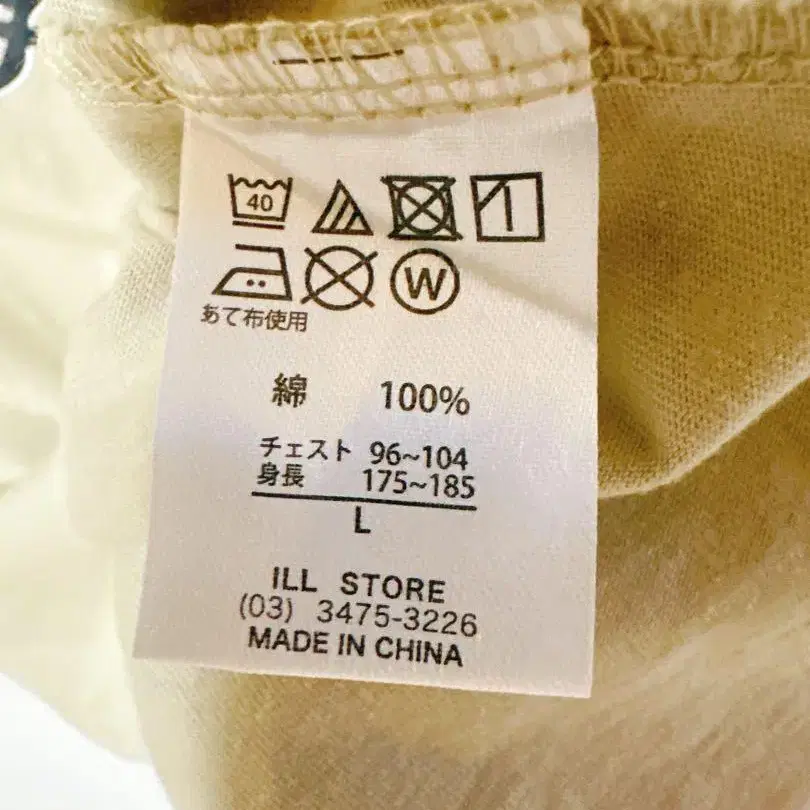 40
W
あて布使用
綿 100%
チェスト 96~104
身長 175~185
L
ILL STORE
(03) 3475-3226
MADE IN CHINA